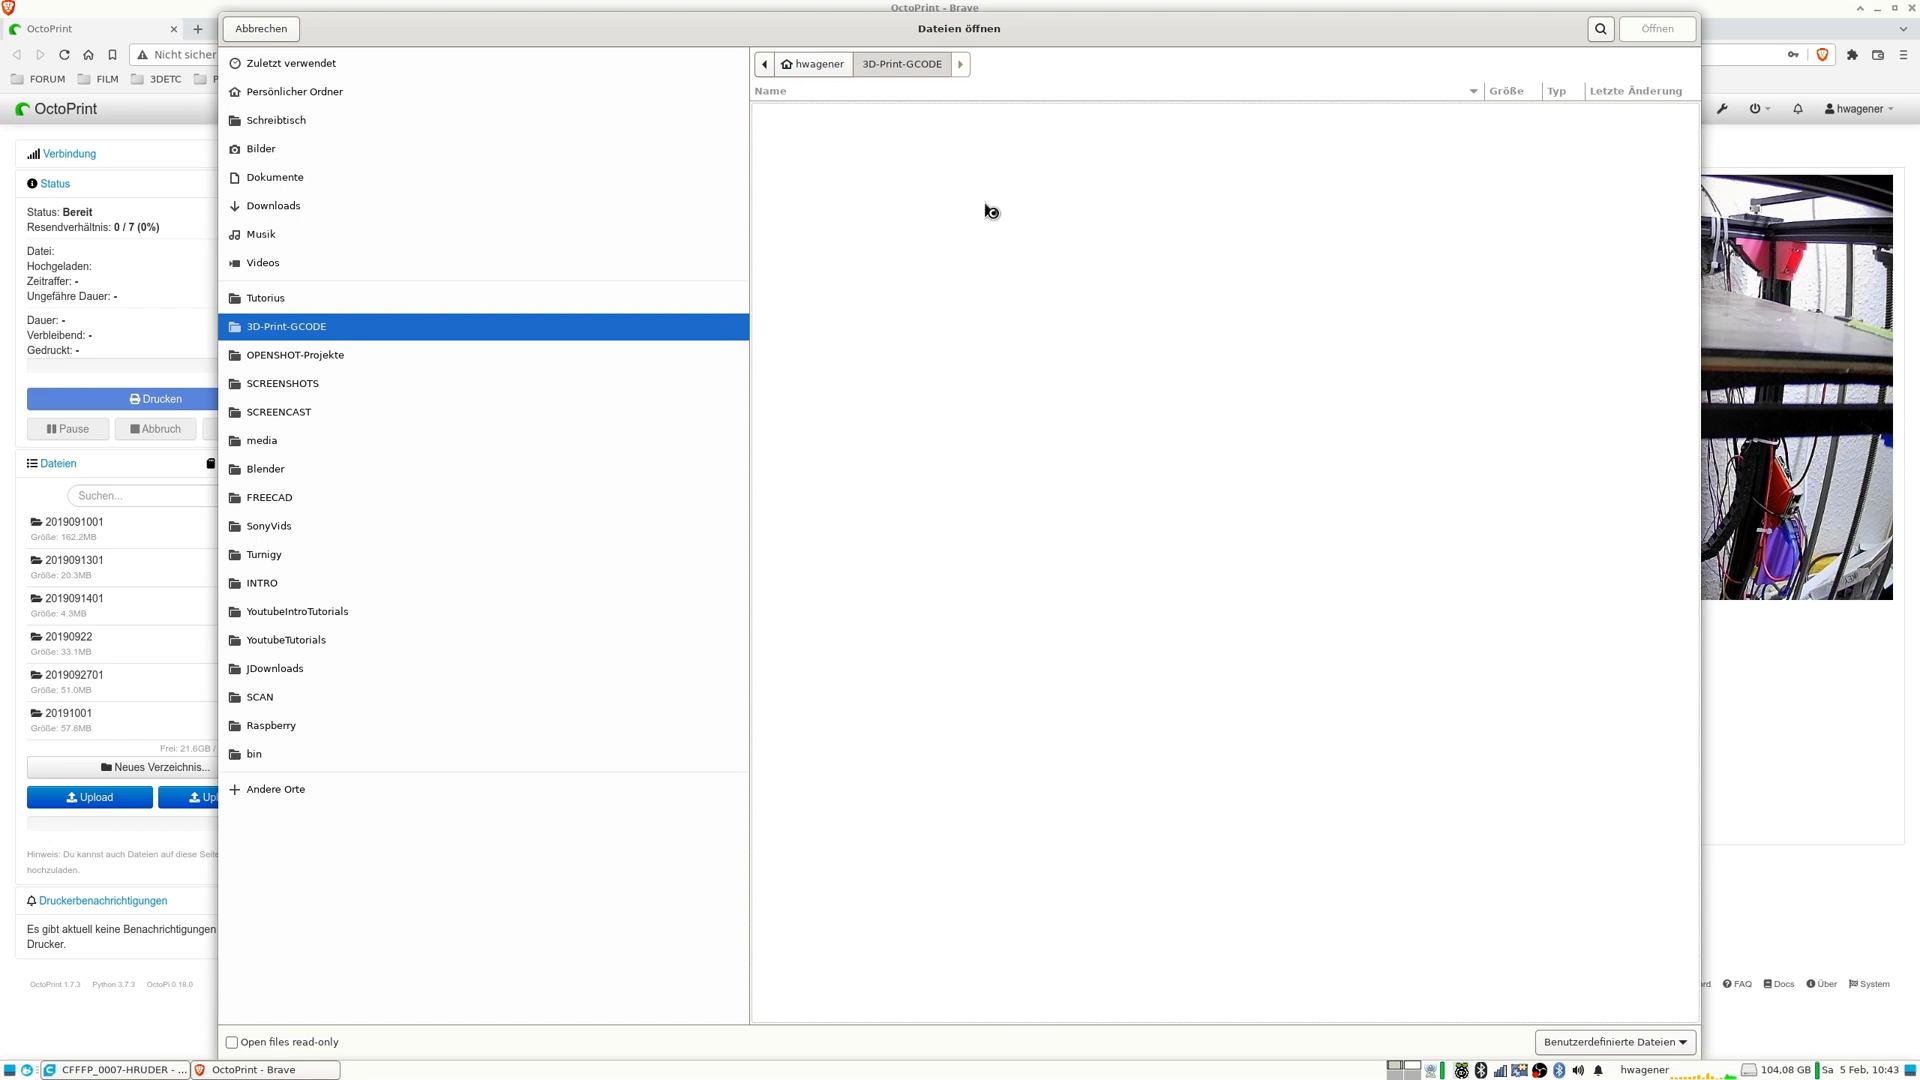 OctoPrint - Brave
OctoPrint
Nicht sicher
FORUM
FILM
3DETC
OctoPrint
hwagener
Verbindung
Status
Status: Bereit
Resendverhältnis: 0 / 7 (0%)
Datei:
Hochgeladen:
Zeitraffer: -
Ungefähre Dauer: -
Dauer: -
Verbleibend: -
Gedruckt: -
Drucken
Pause
Abbruch
Dateien
Suchen...
2019091001
Größe: 162.2MB
2019091301
Größe: 20.3MB
2019091401
Größe: 4.3MB
20190922
Größe: 33.1MB
2019092701
Größe: 51.0MB
20191001
Größe: 57.8MB
Frei: 21.6GB /
Neues Verzeichnis...
Upload
Upl
Hinweis: Du kannst auch Dateien auf diese Seite
hochzuladen.
Druckerbenachrichtigungen
Es gibt aktuell keine Benachrichtigungen
Drucker.
OctoPrint 1.7.3 Python 3.7.3 OctoPi 0.18.0
Abbrechen
Dateien öffnen
Öffnen
Zuletzt verwendet
Persönlicher Ordner
Schreibtisch
Bilder
Dokumente
Downloads
Musik
Videos
Tutorius
3D-Print-GCODE
OPENSHOT-Projekte
SCREENSHOTS
SCREENCAST
media
Blender
FREECAD
SonyVids
Turnigy
INTRO
YoutubeIntroTutorials
YoutubeTutorials
JDownloads
SCAN
Raspberry
bin
Andere Orte
hwagener
3D-Print-GCODE
Name
Größe
Typ
Letzte Änderung
Open files read-only
Benutzerdefinierte Dateien
rd
FAQ
Docs
Über
System
CFFFP_0007-HRUDER - ...
OctoPrint - Brave
hwagener
104,08 GB
Sa 5 Feb, 10:43